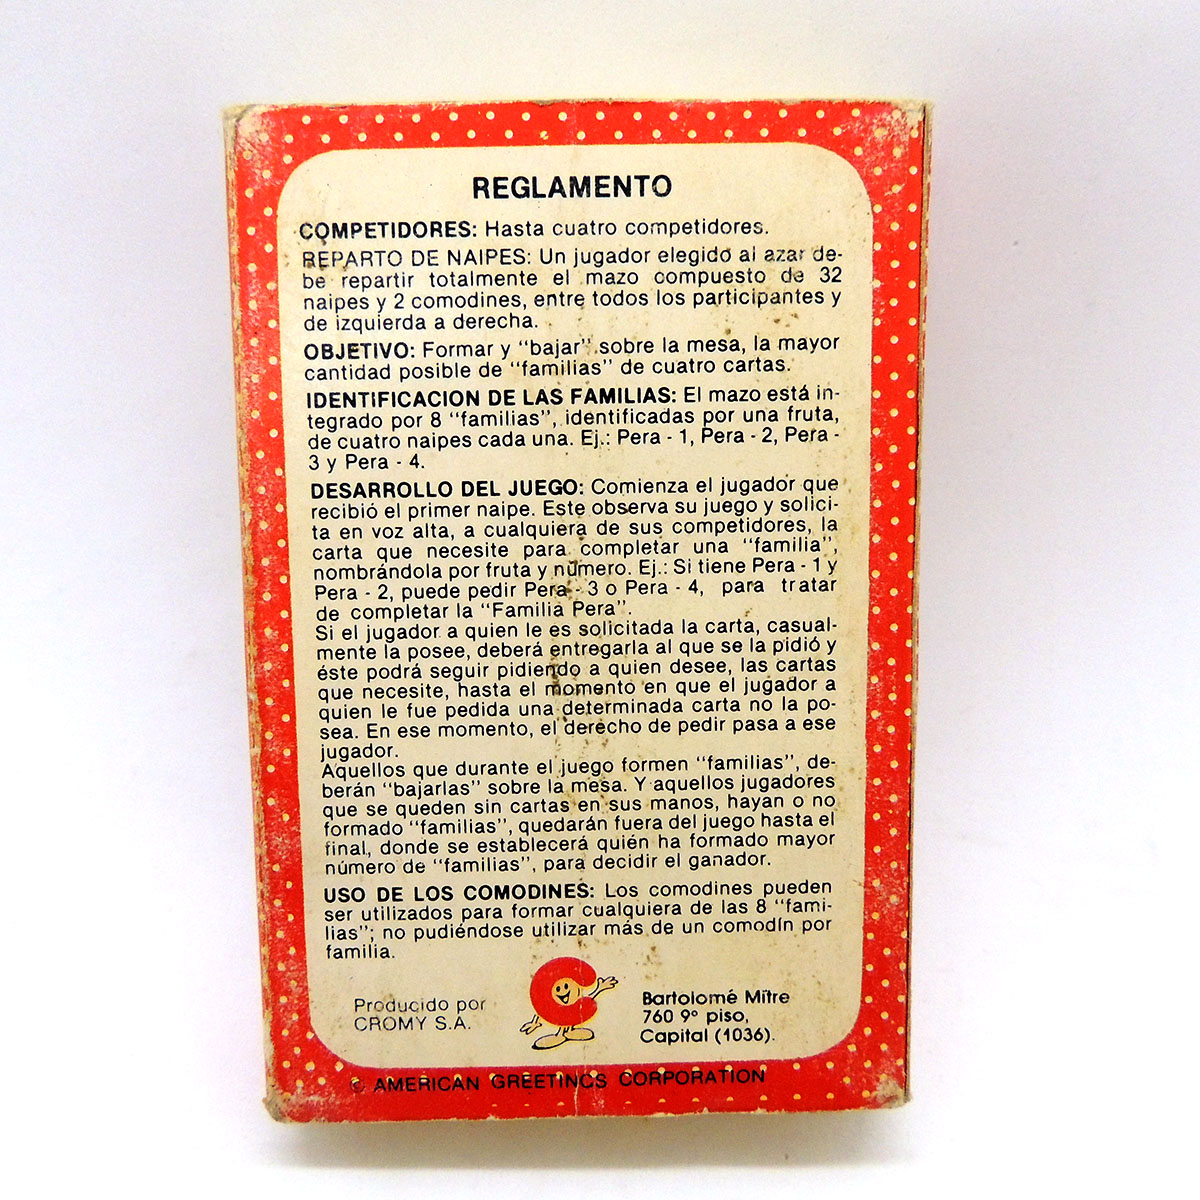 REGLAMENTO
COMPETIDORES: Hasta cuatro competidores.
REPARTO DE NAIPES: Un jugador elegido al azar de-
be repartir totalmente el mazo compuesto de 32
naipes y 2 comodines, entre todos los participantes y
de izquierda a derecha.
OBJETIVO: Formar y "bajar" sobre la mesa, la mayor
cantidad posible de "familias" de cuatro cartas.
IDENTIFICACION DE LAS FAMILIAS: El mazo está in-
tegrado por 8 "familias", identificadas por una fruta,
de cuatro naipes cada una. Ej.: Pera - 1, Pera - 2, Pera -
3 y Pera - 4.
DESARROLLO DEL JUEGO: Comienza el jugador que
recibió el primer naipe. Este observa su juego y solici-
ta en voz alta, a cualquiera de sus competidores, la
carta que necesite para completar una "familia",
nombrándola por fruta y número. Ej.: Si tiene Pera - 1 y
Pera - 2, puede pedir Pera - 3 o Pera - 4, para tratar
de completar la "Familia Pera".
Si el jugador a quien le es solicitada la carta, casual-
mente la posee, deberá entregarla al que se la pidió y
éste podrá seguir pidiendo a quien desee, las cartas
que necesite, hasta el momento en que el jugador a
quien le fue pedida una determinada carta no la po-
sea. En ese momento, el derecho de pedir pasa a ese
jugador.
Aquellos que durante el juego formen "familias", de-
berán "bajarlas" sobre la mesa. Y aquellos jugadores
que se queden sin cartas en sus manos, hayan o no
formado "familias", quedarán fuera del juego hasta el
final, donde se establecerá quién ha formado mayor
número de "familias", para decidir el ganador.
USO DE LOS COMODINES: Los comodines pueden
ser utilizados para formar cualquiera de las 8 "fami-
lias"; no pudiéndose utilizar más de un comodín por
familia.
Producido por
CROMY S.A.
Bartolomé Mitre
760 9º piso,
Capital (1036).
© AMERICAN GREETINGS CORPORATION